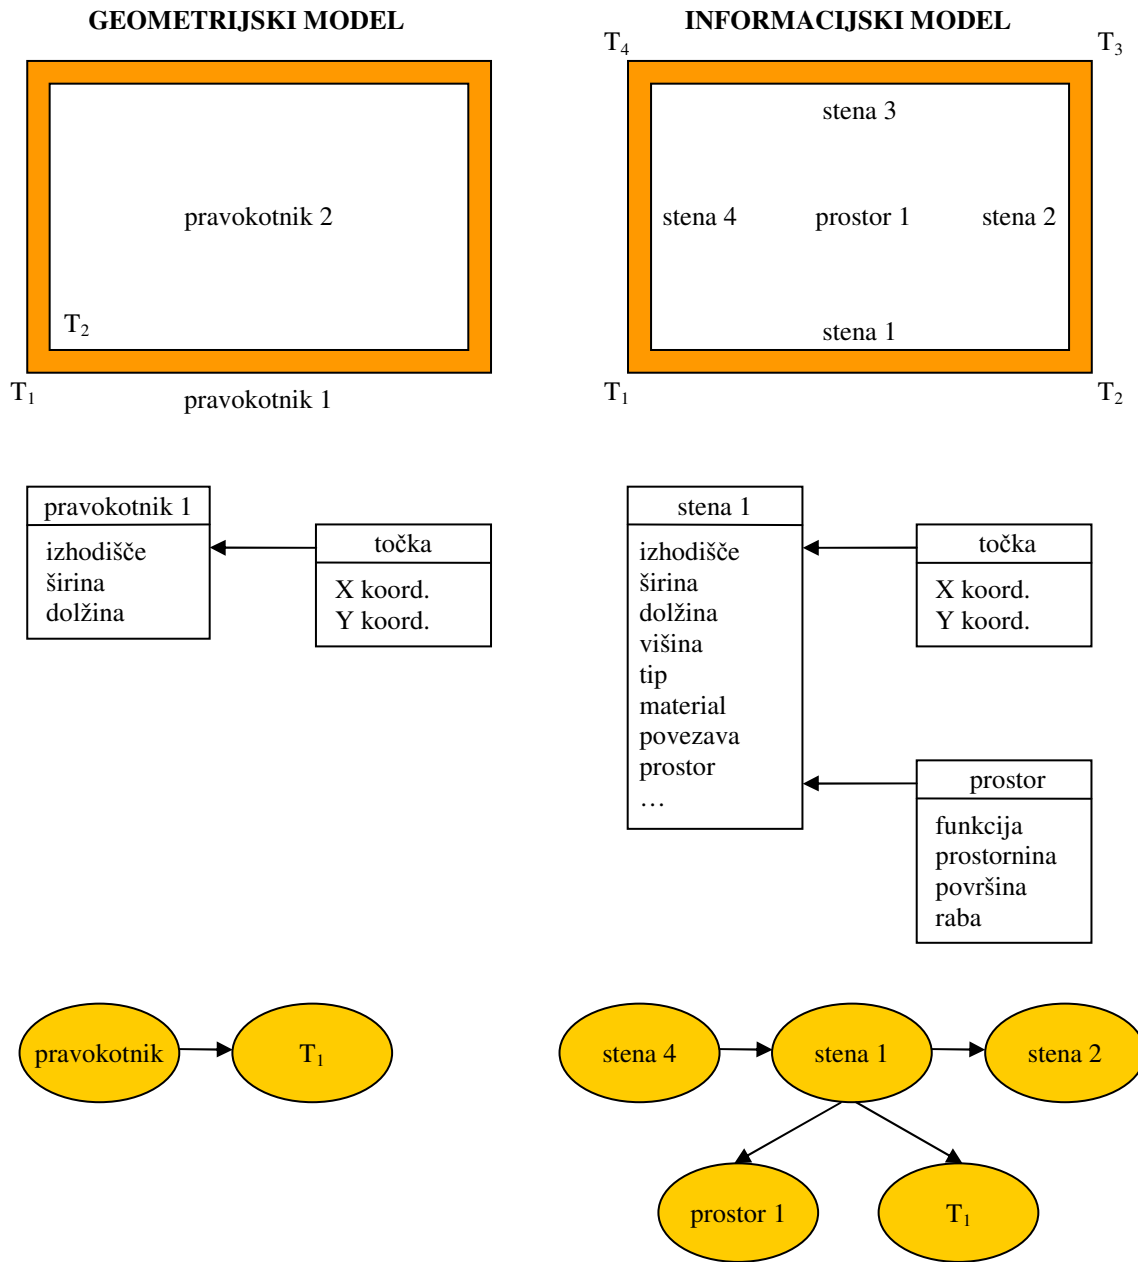 GEOMETRIJSKI MODEL
pravokotnik 2
T2
T1
pravokotnik 1
INFORMACIJSKI MODEL
T4
T3
stena 3
stena 4
prostor 1
stena 2
stena 1
T1
T2
pravokotnik 1
izhodišče
širina
dolžina
točka
X koord.
Y koord.
stena 1
izhodišče
širina
dolžina
višina
tip
material
povezava
prostor
…
točka
X koord.
Y koord.
prostor
funkcija
prostornina
površina
raba
pravokotnik
T1
stena 4
stena 1
stena 2
prostor 1
T1